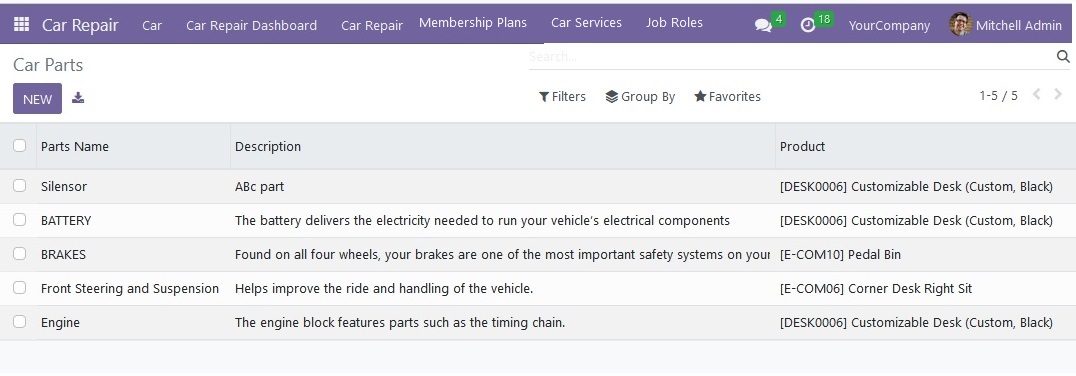 Car Repair Car Car Repair Dashboard Car Repair Membership Plans Car Services Job Roles 4 18 YourCompany Mitchell Admin
Car Parts Search...
NEW Filters Group By Favorites 1-5 / 5
Parts Name Description Product
Silensor ABc part [DESK0006] Customizable Desk (Custom, Black)
BATTERY The battery delivers the electricity needed to run your vehicle’s electrical components [DESK0006] Customizable Desk (Custom, Black)
BRAKES Found on all four wheels, your brakes are one of the most important safety systems on your [E-COM10] Pedal Bin
Front Steering and Suspension Helps improve the ride and handling of the vehicle. [E-COM06] Corner Desk Right Sit
Engine The engine block features parts such as the timing chain. [DESK0006] Customizable Desk (Custom, Black)